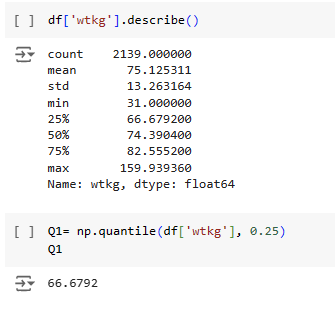 [ ] df['wtkg'].describe()
count    2139.000000
mean       75.125311
std        13.263164
min        31.000000
25%        66.679200
50%        74.390400
75%        82.555200
max       159.939360
Name: wtkg, dtype: float64
[ ] Q1= np.quantile(df['wtkg'], 0.25)
Q1
66.6792